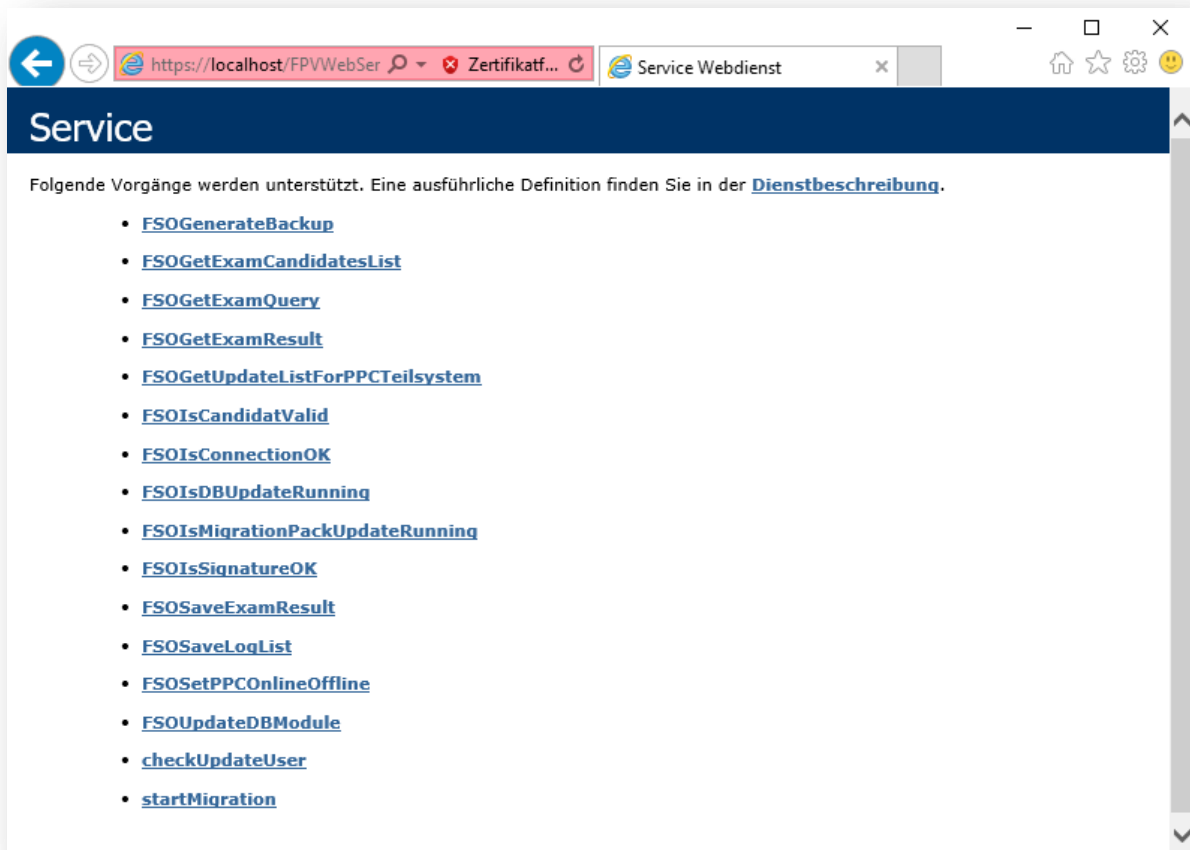 https://localhost/FPVWebSer
Zertifikatf...
Service Webdienst
Service
Folgende Vorgänge werden unterstützt. Eine ausführliche Definition finden Sie in der Dienstbeschreibung.
• FSOGenerateBackup
• FSOGetExamCandidatesList
• FSOGetExamQuery
• FSOGetExamResult
• FSOGetUpdateListForPPCTeilsystem
• FSOIsCandidatValid
• FSOIsConnectionOK
• FSOIsDBUpdateRunning
• FSOIsMigrationPackUpdateRunning
• FSOIsSignatureOK
• FSOSaveExamResult
• FSOSaveLogList
• FSOSetPPCOnlineOffline
• FSOUpdateDBModule
• checkUpdateUser
• startMigration